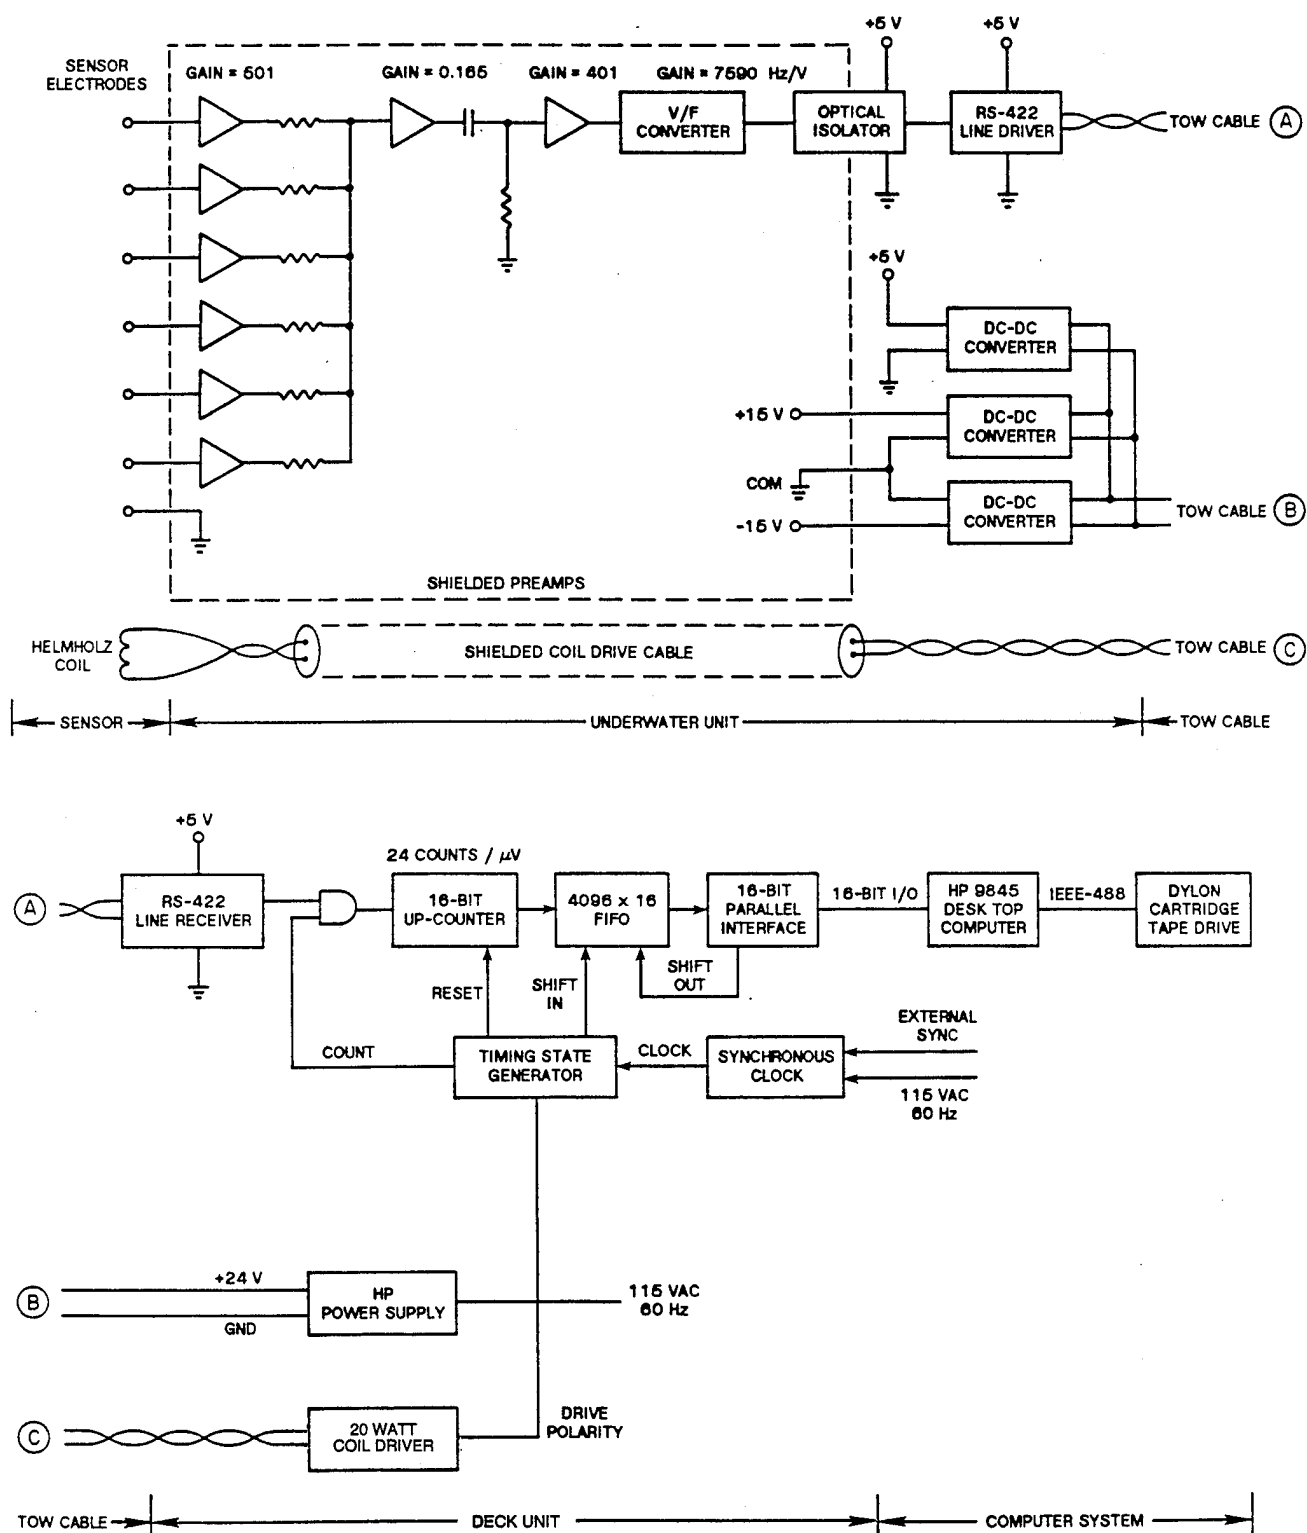 +5 V
+5 V
SENSOR
ELECTRODES
GAIN = 501
GAIN = 0.165
GAIN = 401
GAIN = 7590 Hz/V
V/F
CONVERTER
OPTICAL
ISOLATOR
RS-422
LINE DRIVER
TOW CABLE A
+5 V
DC-DC
CONVERTER
+15 V
DC-DC
CONVERTER
COM
DC-DC
CONVERTER
TOW CABLE B
-15 V
SHIELDED PREAMPS
HELMHOLZ
COIL
SHIELDED COIL DRIVE CABLE
TOW CABLE C
SENSOR
UNDERWATER UNIT
TOW CABLE
+5 V
24 COUNTS / µV
A
RS-422
LINE RECEIVER
16-BIT
UP-COUNTER
4096 x 16
FIFO
16-BIT
PARALLEL
INTERFACE
16-BIT I/O
HP 9845
DESK TOP
COMPUTER
IEEE-488
DYLON
CARTRIDGE
TAPE DRIVE
RESET
SHIFT
IN
SHIFT
OUT
EXTERNAL
SYNC
COUNT
TIMING STATE
GENERATOR
CLOCK
SYNCHRONOUS
CLOCK
115 VAC
60 Hz
B
+24 V
GND
HP
POWER SUPPLY
115 VAC
60 Hz
C
20 WATT
COIL DRIVER
DRIVE
POLARITY
TOW CABLE
DECK UNIT
COMPUTER SYSTEM